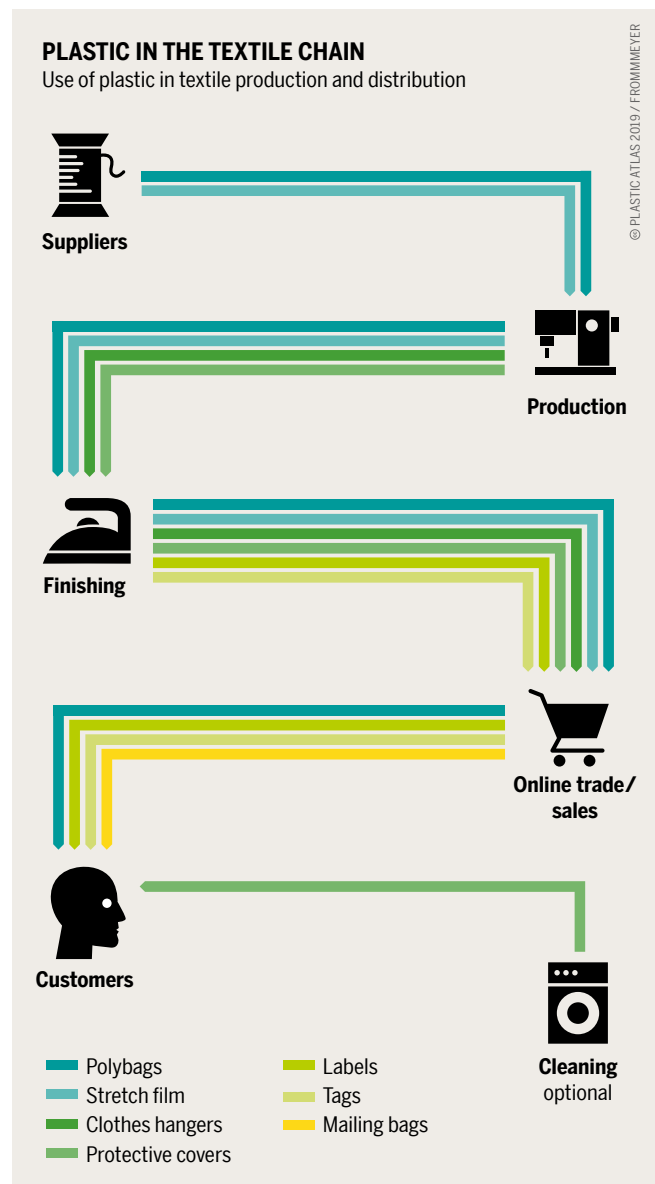 PLASTIC IN THE TEXTILE CHAIN
Use of plastic in textile production and distribution
© PLASTIC ATLAS 2019 / FROMMMEYER
Suppliers
Production
Finishing
Online trade/
sales
Customers
Cleaning
optional
Polybags
Stretch film
Clothes hangers
Protective covers
Labels
Tags
Mailing bags